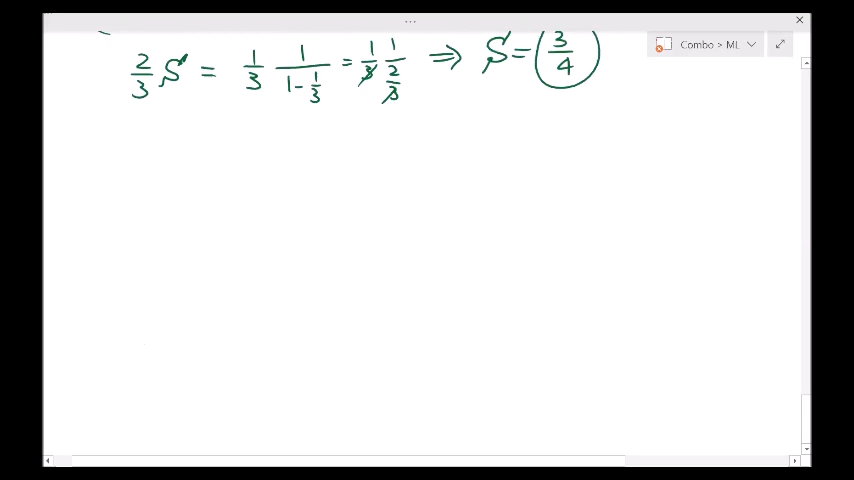 Combo > ML
2/3 S = 1/3 1/(1-1/3) = 1/3 1/(2/3) ⇒ S = 3/4